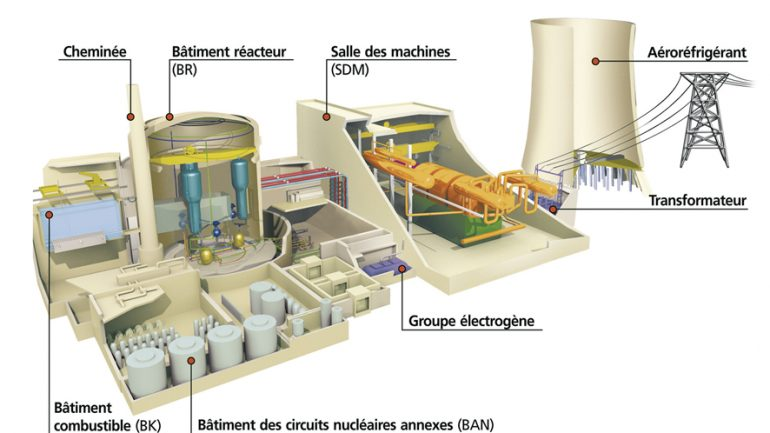 Cheminée
Bâtiment réacteur
(BR)
Salle des machines
(SDM)
Aéroréfrigérant
Transformateur
Groupe électrogène
Bâtiment
combustible (BK)
Bâtiment des circuits nucléaires annexes (BAN)